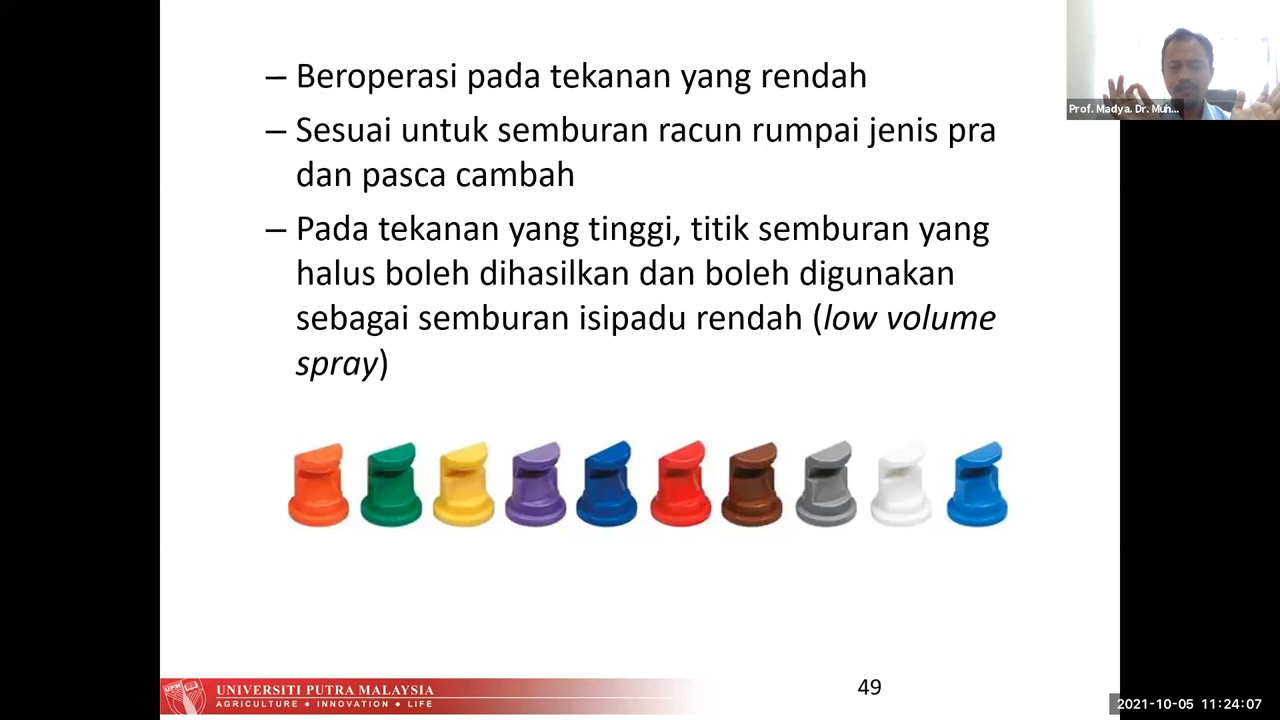 – Beroperasi pada tekanan yang rendah
– Sesuai untuk semburan racun rumpai jenis pra
dan pasca cambah
– Pada tekanan yang tinggi, titik semburan yang
halus boleh dihasilkan dan boleh digunakan
sebagai semburan isipadu rendah (low volume
spray)
Prof. Madya. Dr. Muh...
UPM
UNIVERSITI PUTRA MALAYSIA
AGRICULTURE • INNOVATION • LIFE
49
2021-10-05 11:24:07